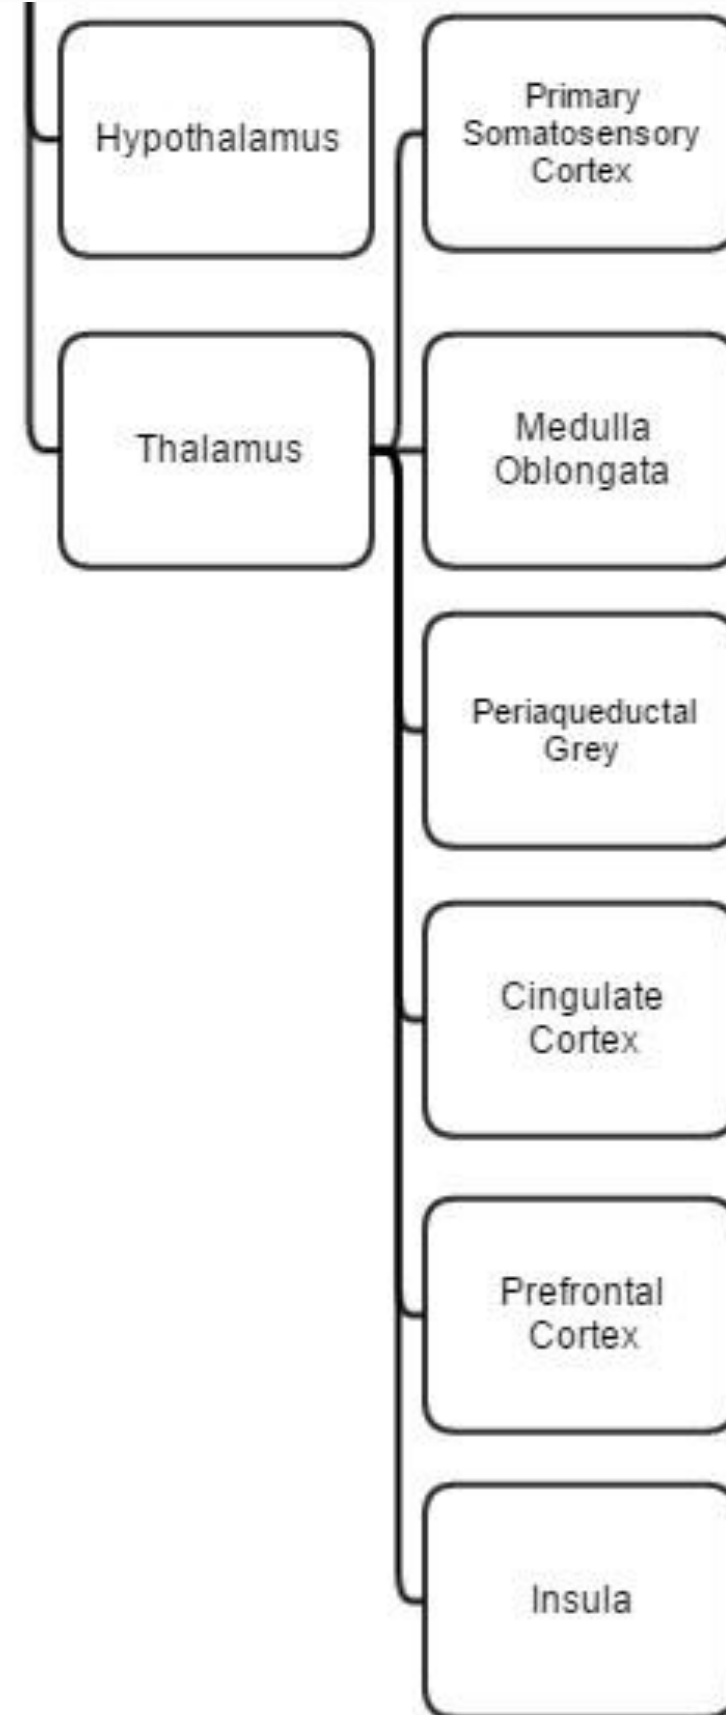 Hypothalamus
Primary
Somatosensory
Cortex
Thalamus
Medulla
Oblongata
Periaqueductal
Grey
Cingulate
Cortex
Prefrontal
Cortex
Insula